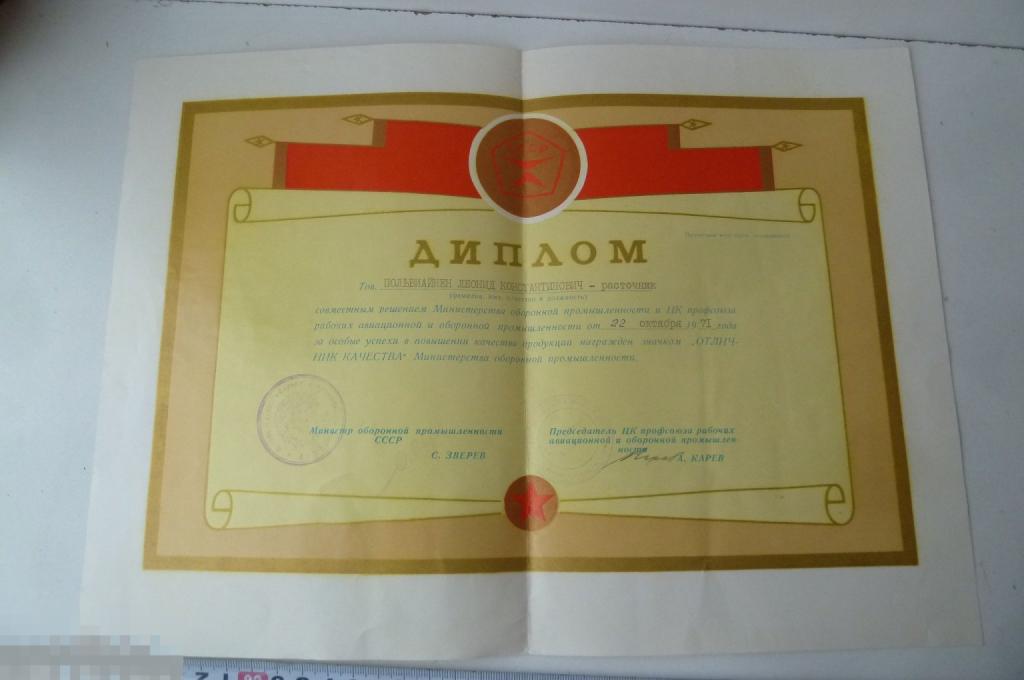 СССР
ДИПЛОМ
Тов. ПОЛЬВИАЙНЕН ЛЕОНИД КОНСТАНТИНОВИЧ - расточник
(фамилия, имя, отчество и должность)
совместным решением Министерства оборонной промышленности и ЦК профсоюза
рабочих авиационной и оборонной промышленности от 22 октября 1971 года
за особые успехи в повышении качества продукции награжден значком „ОТЛИЧ-
НИК КАЧЕСТВА" Министерства оборонной промышленности.
Министр оборонной промышленности
СССР
С. ЗВЕРЕВ
Председатель ЦК профсоюза рабочих
авиационной и оборонной промышлен-
ности
А. КАРЕВ